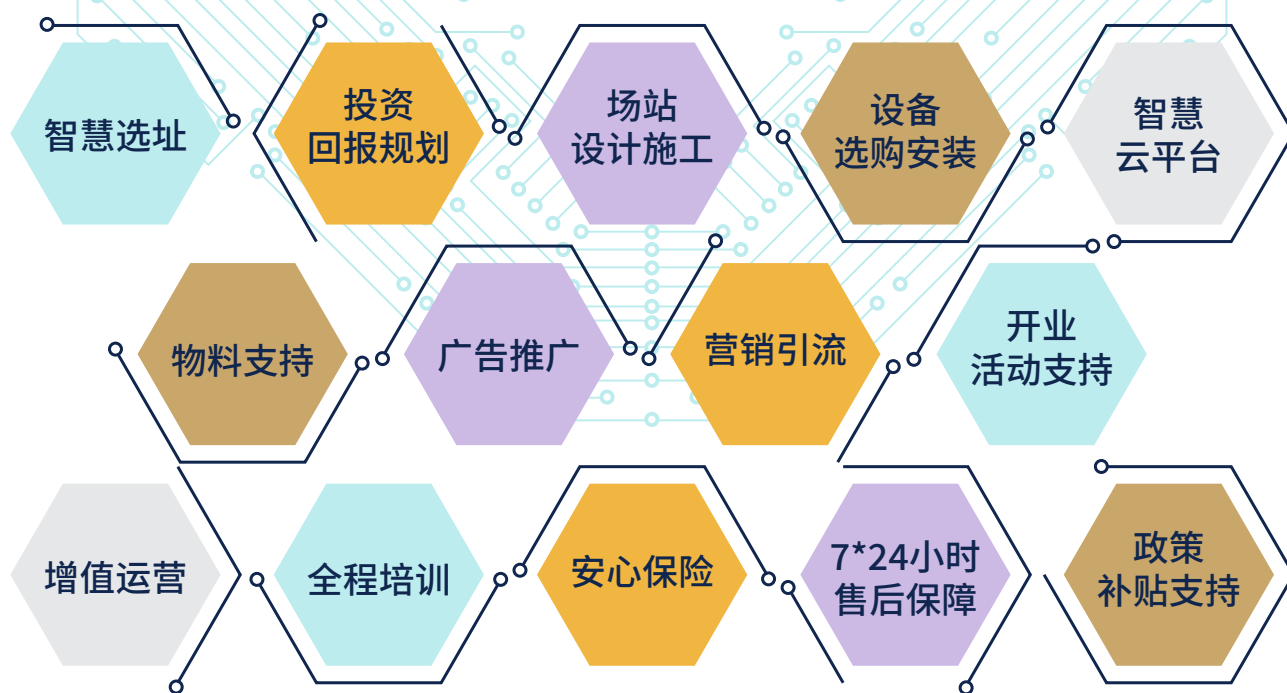 智慧选址
投资
回报规划
场站
设计施工
设备
选购安装
智慧
云平台
物料支持
广告推广
营销引流
开业
活动支持
增值运营
全程培训
安心保险
7*24小时
售后保障
政策
补贴支持